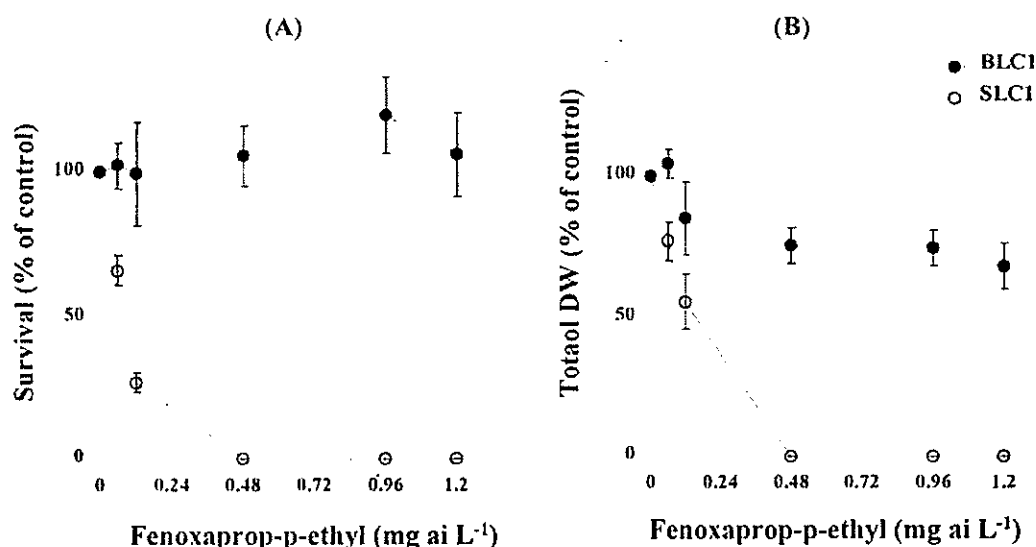 (A)
(B)
BLC1
SLC1
Survival (% of control)
100
50
0
0 0.24 0.48 0.72 0.96 1.2
Fenoxaprop-p-ethyl (mg ai L⁻¹)
Totaol DW (% of control)
100
50
0
0 0.24 0.48 0.72 0.96 1.2
Fenoxaprop-p-ethyl (mg ai L⁻¹)